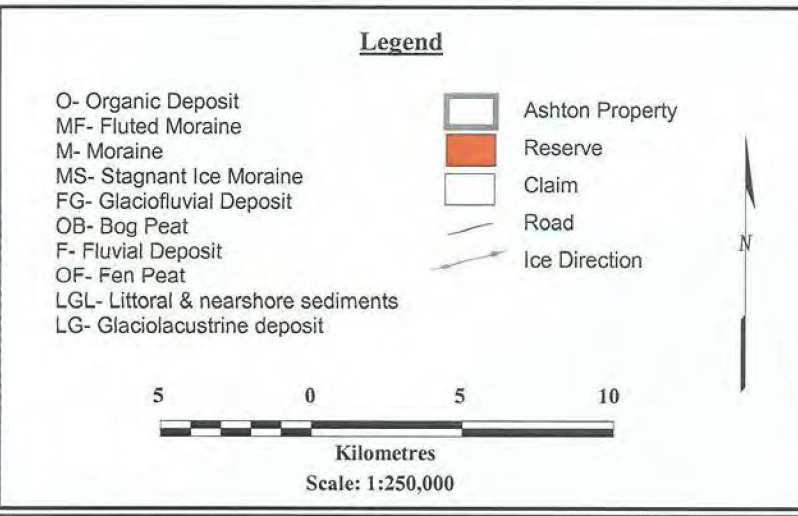 Legend
O- Organic Deposit
MF- Fluted Moraine
M- Moraine
MS- Stagnant Ice Moraine
FG- Glaciofluvial Deposit
OB- Bog Peat
F- Fluvial Deposit
OF- Fen Peat
LGL- Littoral & nearshore sediments
LG- Glaciolacustrine deposit
Ashton Property
Reserve
Claim
Road
Ice Direction
N
5 0 5 10
Kilometres
Scale: 1:250,000